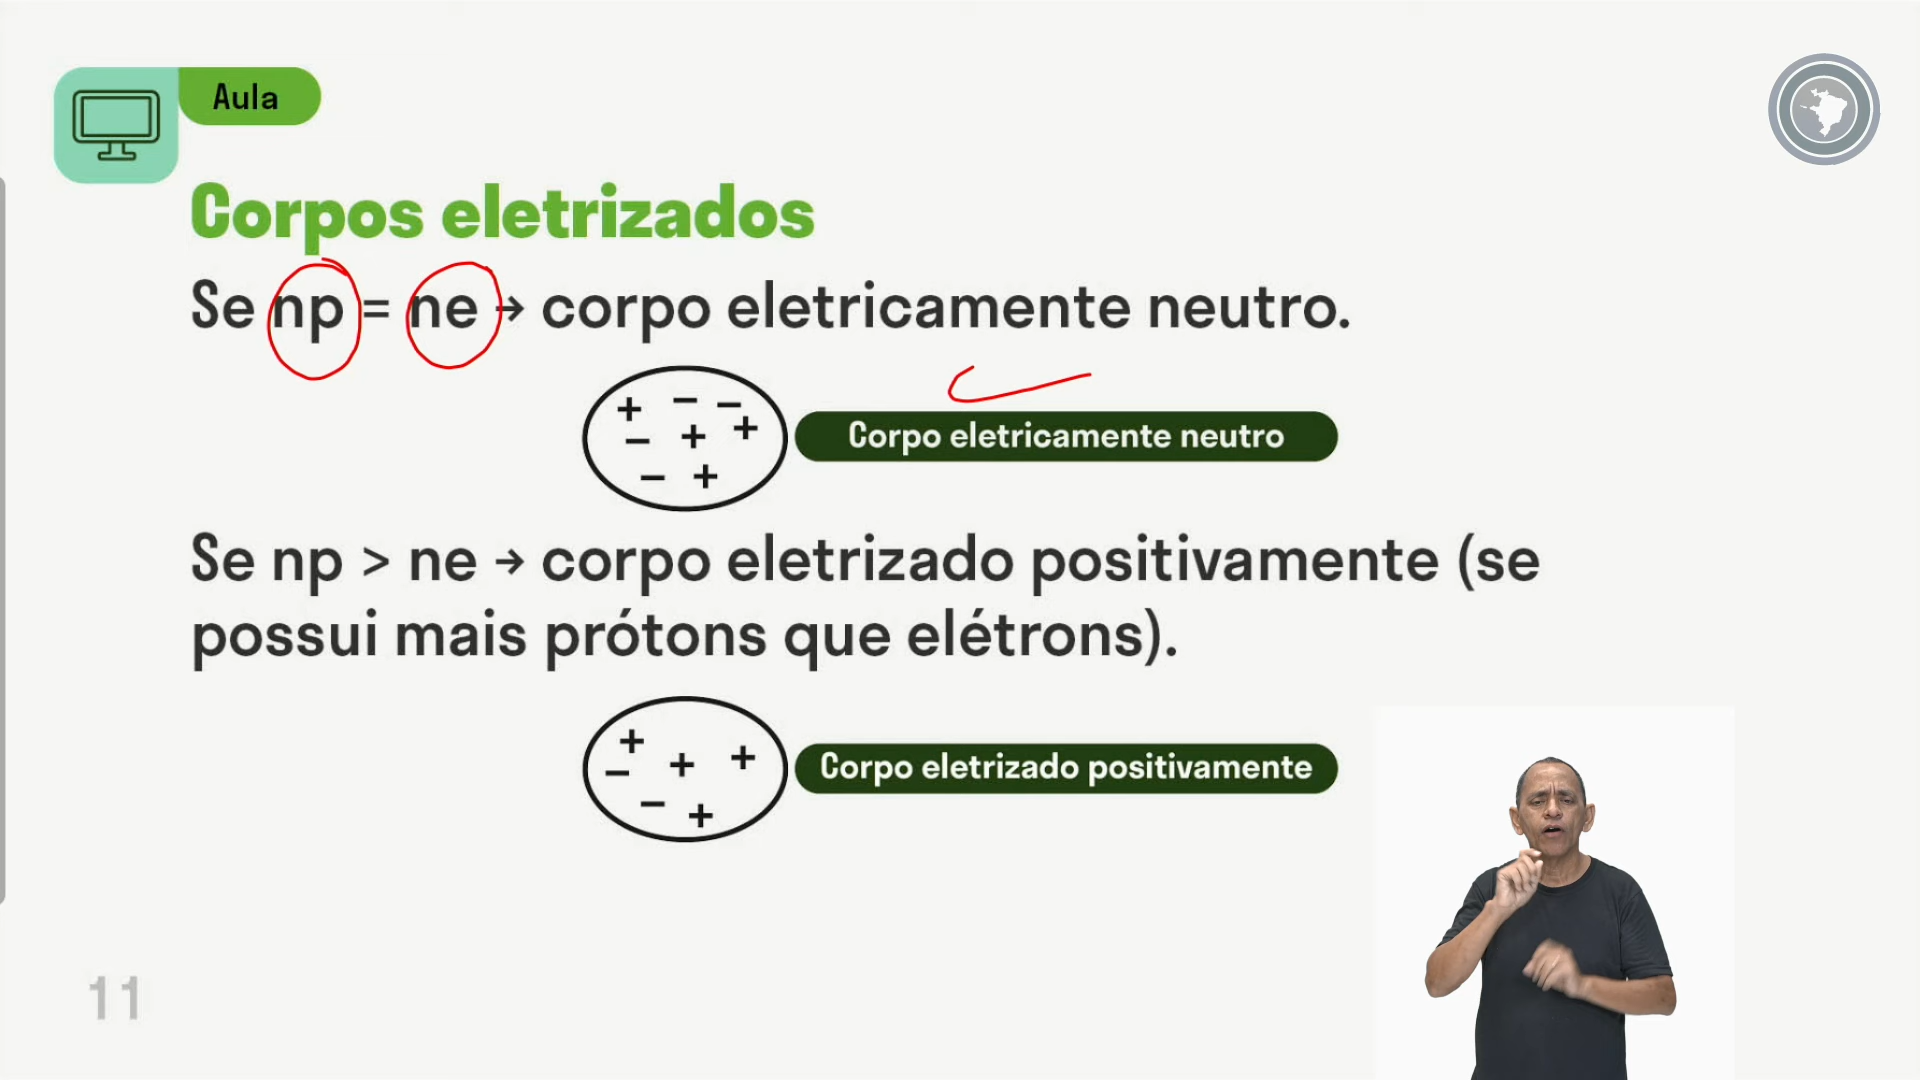 Aula
Corpos eletrizados
Se np = ne → corpo eletricamente neutro.
+ − −
− + +
− +
Corpo eletricamente neutro
Se np > ne → corpo eletrizado positivamente (se
possui mais prótons que elétrons).
+ + +
− − +
Corpo eletrizado positivamente
11